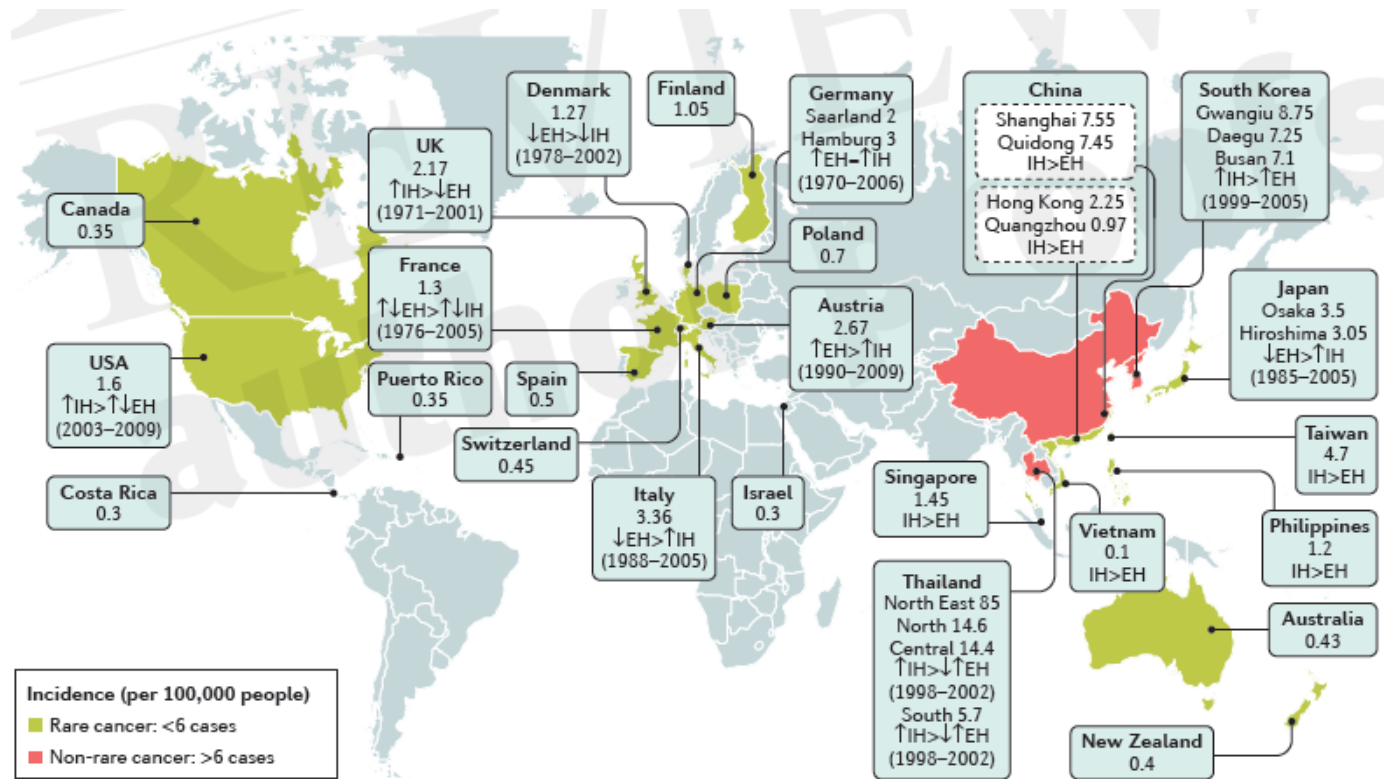 Denmark
1.27
↓EH>↓IH
(1978–2002)
Finland
1.05
Germany
Saarland 2
Hamburg 3
↑EH=↑IH
(1970–2006)
China
Shanghai 7.55
Quidong 7.45
IH>EH
Hong Kong 2.25
Quangzhou 0.97
IH>EH
South Korea
Gwangiu 8.75
Daegu 7.25
Busan 7.1
↑IH>↑EH
(1999–2005)
UK
2.17
↑IH>↓EH
(1971–2001)
Canada
0.35
Poland
0.7
France
1.3
↑↓EH>↑↓IH
(1976–2005)
Austria
2.67
↑EH>↑IH
(1990–2009)
Japan
Osaka 3.5
Hiroshima 3.05
↓EH>↑IH
(1985–2005)
USA
1.6
↑IH>↑↓EH
(2003–2009)
Puerto Rico
0.35
Spain
0.5
Switzerland
0.45
Taiwan
4.7
IH>EH
Costa Rica
0.3
Italy
3.36
↓EH>↑IH
(1988–2005)
Israel
0.3
Singapore
1.45
IH>EH
Vietnam
0.1
IH>EH
Philippines
1.2
IH>EH
Thailand
North East 85
North 14.6
Central 14.4
↑IH>↓↑EH
(1998–2002)
South 5.7
↑IH>↓↑EH
(1998–2002)
Australia
0.43
New Zealand
0.4
Incidence (per 100,000 people)
Rare cancer: <6 cases
Non-rare cancer: >6 cases